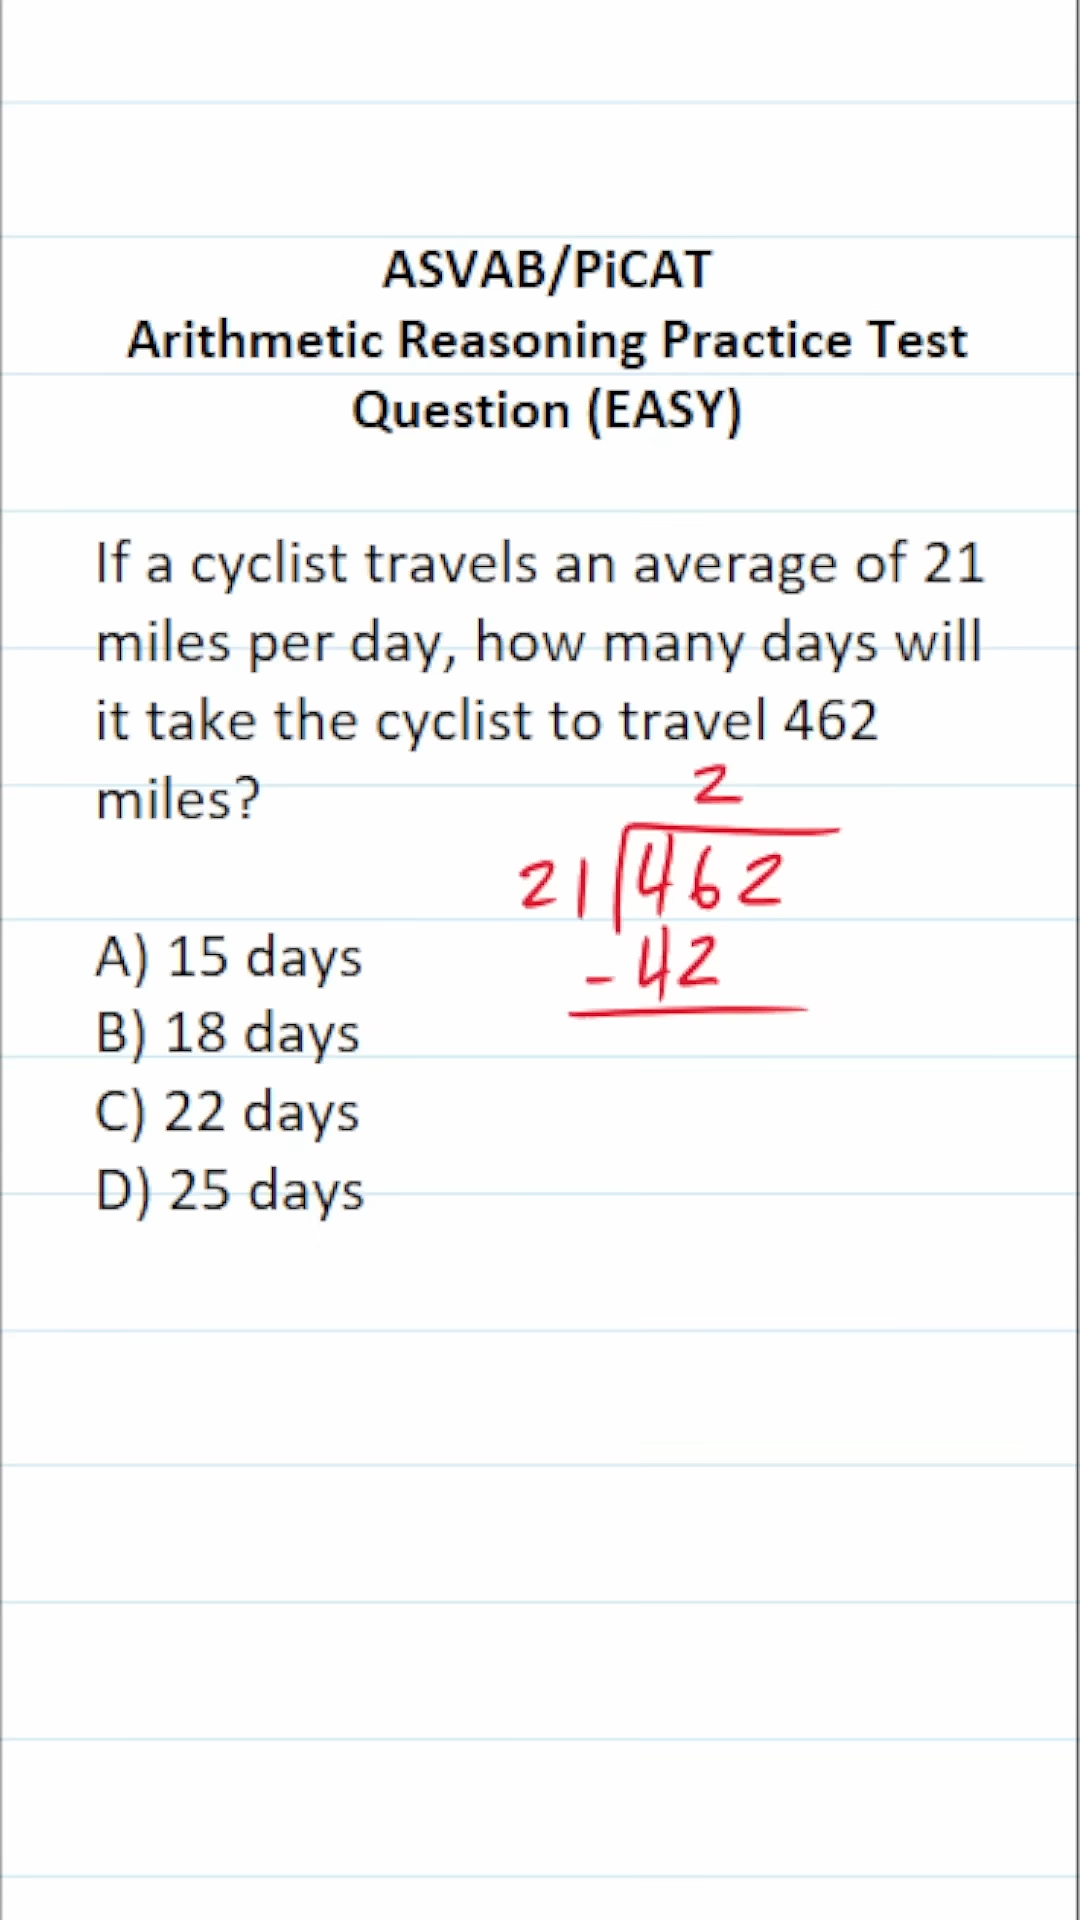 ASVAB/PiCAT
Arithmetic Reasoning Practice Test
Question (EASY)
If a cyclist travels an average of 21
miles per day, how many days will
it take the cyclist to travel 462
miles?
2
21 462
- 42
A) 15 days
B) 18 days
C) 22 days
D) 25 days